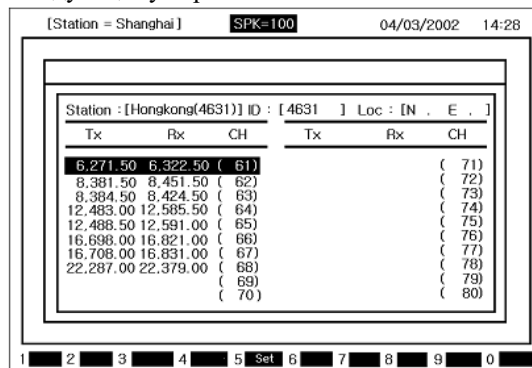 [Station = Shanghai] SPK=100 04/03/2002 14:28
Station :[Hongkong(4631)] ID : [4631 ] Loc : [N . E . ]
Tx Rx CH Tx Rx CH
6,271.50 6,322.50 ( 61) ( 71)
8,381.50 8,451.50 ( 62) ( 72)
8,384.50 8,424.50 ( 63) ( 73)
12,483.00 12,585.50 ( 64) ( 74)
12,488.50 12,591.00 ( 65) ( 75)
16,698.00 16,821.00 ( 66) ( 76)
16,708.00 16,831.00 ( 67) ( 77)
22,287.00 22,379.00 ( 68) ( 78)
( 69) ( 79)
( 70 ) ( 80)
1 2 3 4 5 Set 6 7 8 9 0